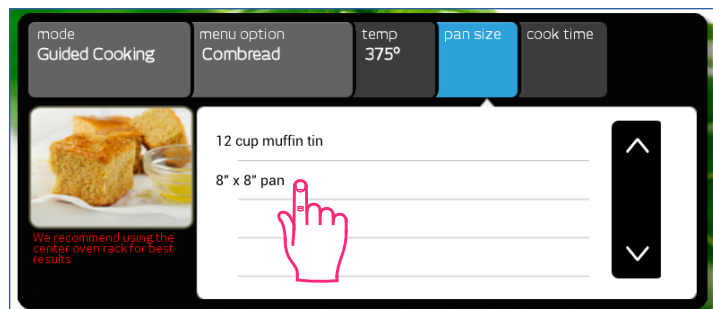 mode
Guided Cooking
menu option
Cornbread
temp
375°
pan size
cook time
12 cup muffin tin
8" x 8" pan
We recommend using the
center oven rack for best
results.